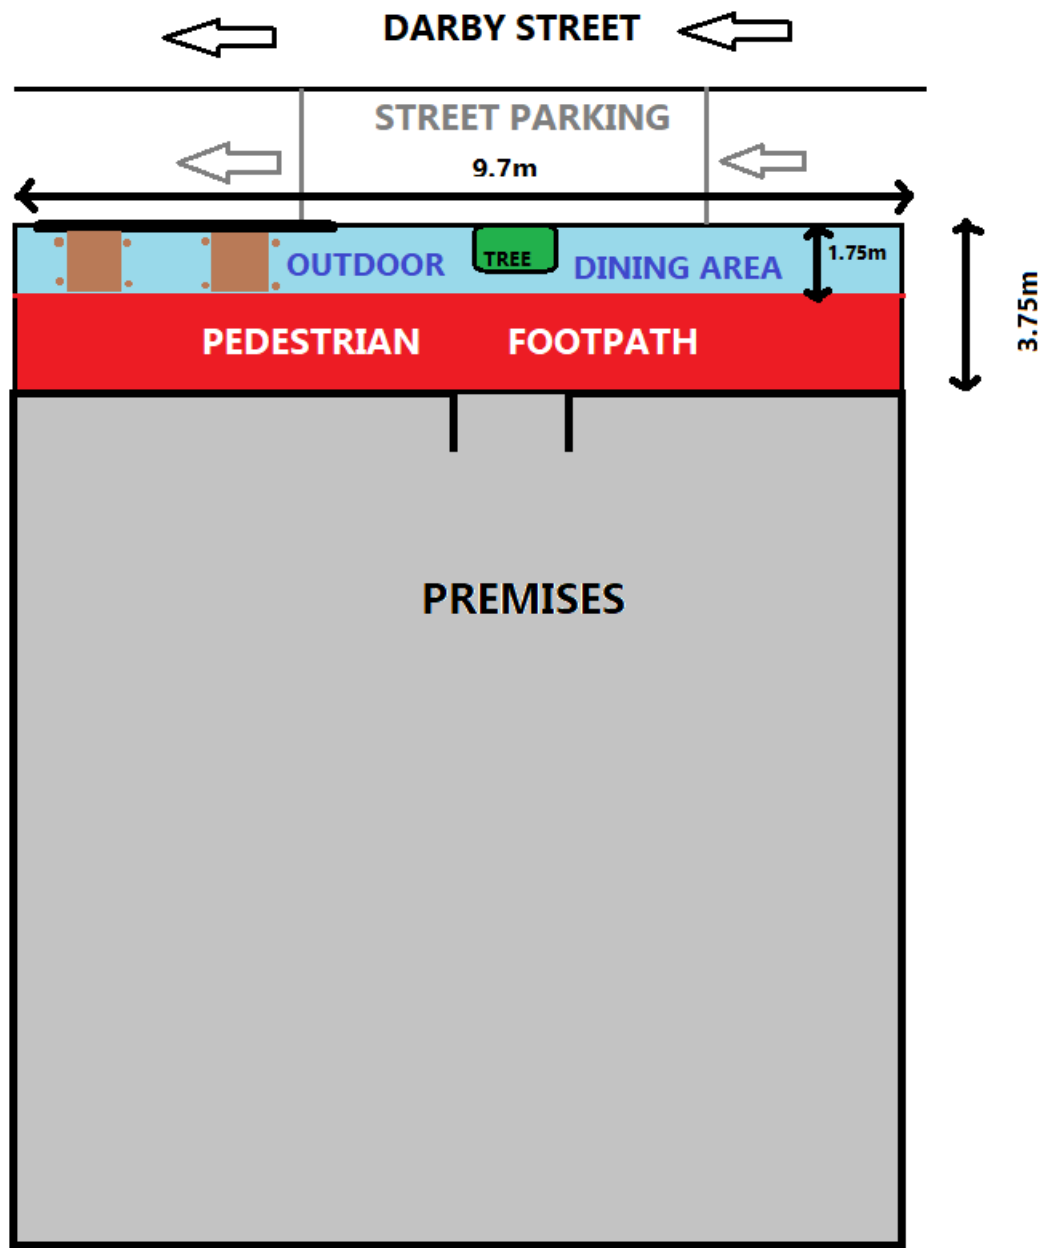 DARBY STREET
STREET PARKING
9.7m
1.75m
3.75m
OUTDOOR
TREE
DINING AREA
PEDESTRIAN FOOTPATH
PREMISES